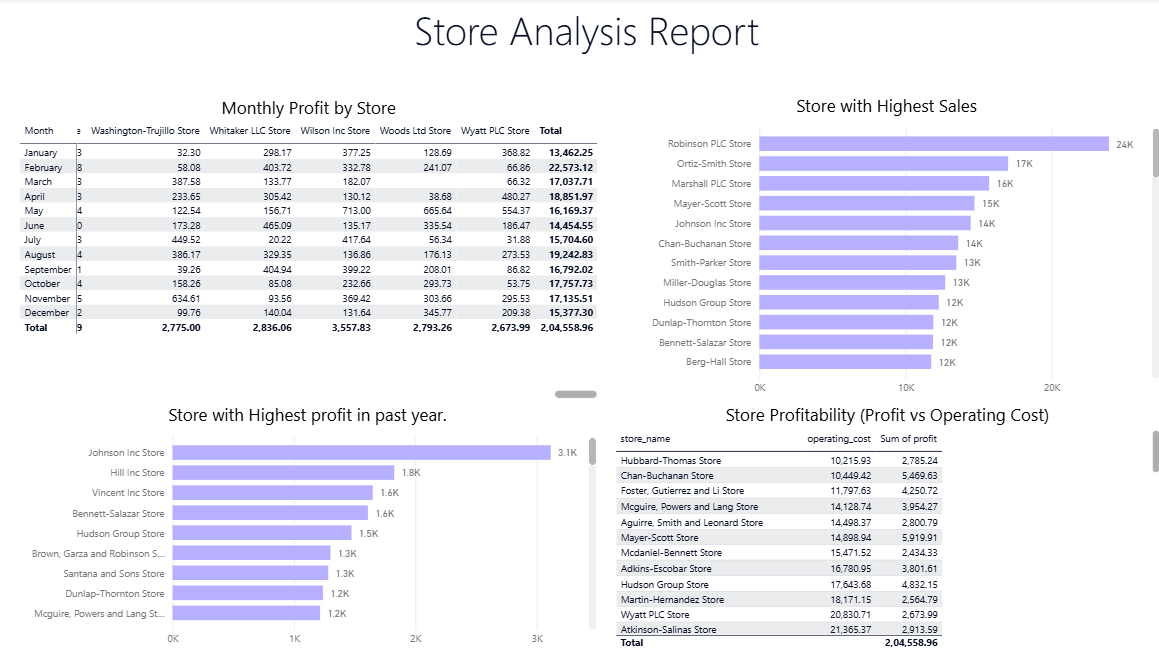 Store Analysis Report
Monthly Profit by Store
Month Washington-Trujillo Store Whitaker LLC Store Wilson Inc Store Woods Ltd Store Wyatt PLC Store Total
January 3 32.30 298.17 377.25 128.69 368.82 13,462.25
February 8 58.08 403.72 332.78 241.07 66.86 22,573.12
March 3 387.58 133.77 182.07 66.32 17,037.71
April 3 233.65 305.42 130.12 38.68 480.27 18,851.97
May 4 122.54 156.71 713.00 665.64 554.37 16,169.37
June 0 173.28 465.09 135.17 335.54 186.47 14,454.55
July 3 449.52 20.22 417.64 56.34 31.88 15,704.60
August 4 386.17 329.35 136.86 176.13 273.53 19,242.83
September 1 39.26 404.94 399.22 208.01 86.82 16,792.02
October 4 158.26 85.08 232.66 293.73 53.75 17,757.73
November 5 634.61 93.56 369.42 303.66 295.53 17,135.51
December 2 99.76 140.04 131.64 345.77 209.38 15,377.30
Total 9 2,775.00 2,836.06 3,557.83 2,793.26 2,673.99 2,04,558.96
Store with Highest Sales
Robinson PLC Store 24K
Ortiz-Smith Store 17K
Marshall PLC Store 16K
Mayer-Scott Store 15K
Johnson Inc Store 14K
Chan-Buchanan Store 14K
Smith-Parker Store 13K
Miller-Douglas Store 13K
Hudson Group Store 12K
Dunlap-Thornton Store 12K
Bennett-Salazar Store 12K
Berg-Hall Store 12K
0K 10K 20K
Store with Highest profit in past year.
Johnson Inc Store 3.1K
Hill Inc Store 1.8K
Vincent Inc Store 1.6K
Bennett-Salazar Store 1.6K
Hudson Group Store 1.5K
Brown, Garza and Robinson S... 1.3K
Santana and Sons Store 1.3K
Dunlap-Thornton Store 1.2K
Mcguire, Powers and Lang St... 1.2K
0K 1K 2K 3K
Store Profitability (Profit vs Operating Cost)
store_name operating_cost Sum of profit
Hubbard-Thomas Store 10,215.93 2,785.24
Chan-Buchanan Store 10,449.42 5,469.63
Foster, Gutierrez and Li Store 11,797.63 4,250.72
Mcguire, Powers and Lang Store 14,128.74 3,954.27
Aguirre, Smith and Leonard Store 14,498.37 2,800.79
Mayer-Scott Store 14,898.94 5,919.91
Mcdaniel-Bennett Store 15,471.52 2,434.33
Adkins-Escobar Store 16,780.95 3,801.61
Hudson Group Store 17,643.68 4,832.15
Martin-Hernandez Store 18,171.15 2,564.79
Wyatt PLC Store 20,830.71 2,673.99
Atkinson-Salinas Store 21,365.37 2,913.59
Total 2,04,558.96